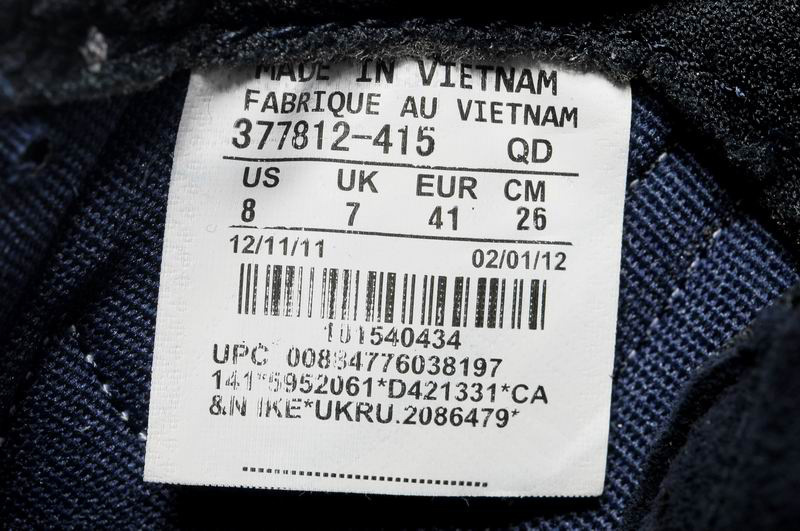 MADE IN VIETNAM
FABRIQUE AU VIETNAM
377812-415 QD
US UK EUR CM
8 7 41 26
12/11/11 02/01/12
101540434
UPC 00884776038197
141*5952061*D421331*CA
&N IKE*UKRU.2086479*